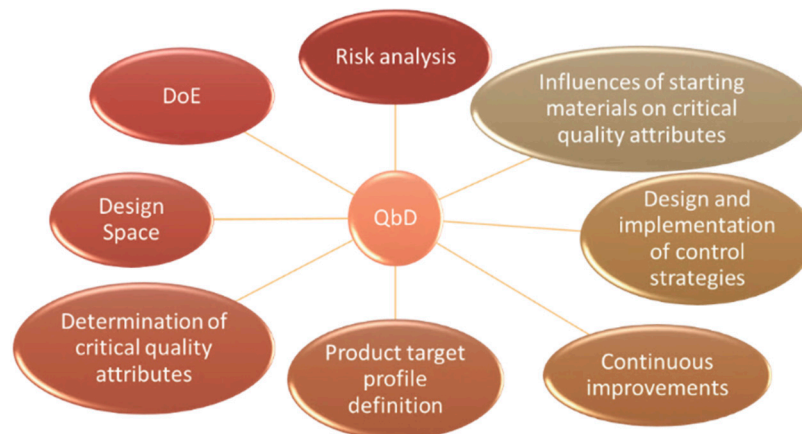 Risk analysis
DoE
Influences of starting
materials on critical
quality attributes
QbD
Design
Space
Design and
implementation
of control
strategies
Determination of
critical quality
attributes
Product target
profile
definition
Continuous
improvements